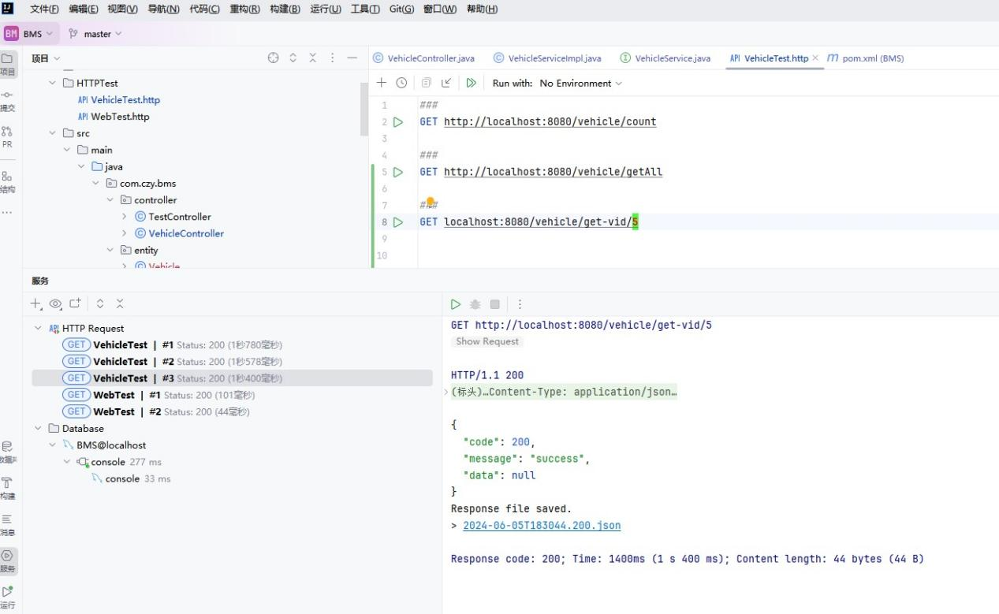 文件(F) 编辑(E) 视图(V) 导航(N) 代码(C) 重构(R) 构建(B) 运行(U) 工具(T) Git(G) 窗口(W) 帮助(H)
BM BMS master
项目
VehicleController.java VehicleServiceImpl.java VehicleService.java API VehicleTest.http pom.xml (BMS)
Run with: No Environment
项目
提交
PR
结构
HTTPTest
API VehicleTest.http
API WebTest.http
src
main
java
com.czy.bms
controller
TestController
VehicleController
entity
Vehicle
1 ###
2 GET http://localhost:8080/vehicle/count
3
4 ###
5 GET http://localhost:8080/vehicle/getAll
6
7 ###
8 GET localhost:8080/vehicle/get-vid/5
9
10
服务
API HTTP Request
GET VehicleTest | #1 Status: 200 (1秒780毫秒)
GET VehicleTest | #2 Status: 200 (1秒578毫秒)
GET VehicleTest | #3 Status: 200 (1秒400毫秒)
GET WebTest | #1 Status: 200 (101毫秒)
GET WebTest | #2 Status: 200 (44毫秒)
Database
BMS@localhost
console 277 ms
console 33 ms
构建
消息
服务
运行
GET http://localhost:8080/vehicle/get-vid/5
Show Request
HTTP/1.1 200
(标头)…Content-Type: application/json…
{
"code": 200,
"message": "success",
"data": null
}
Response file saved.
> 2024-06-05T183044.200.json
Response code: 200; Time: 1400ms (1 s 400 ms); Content length: 44 bytes (44 B)